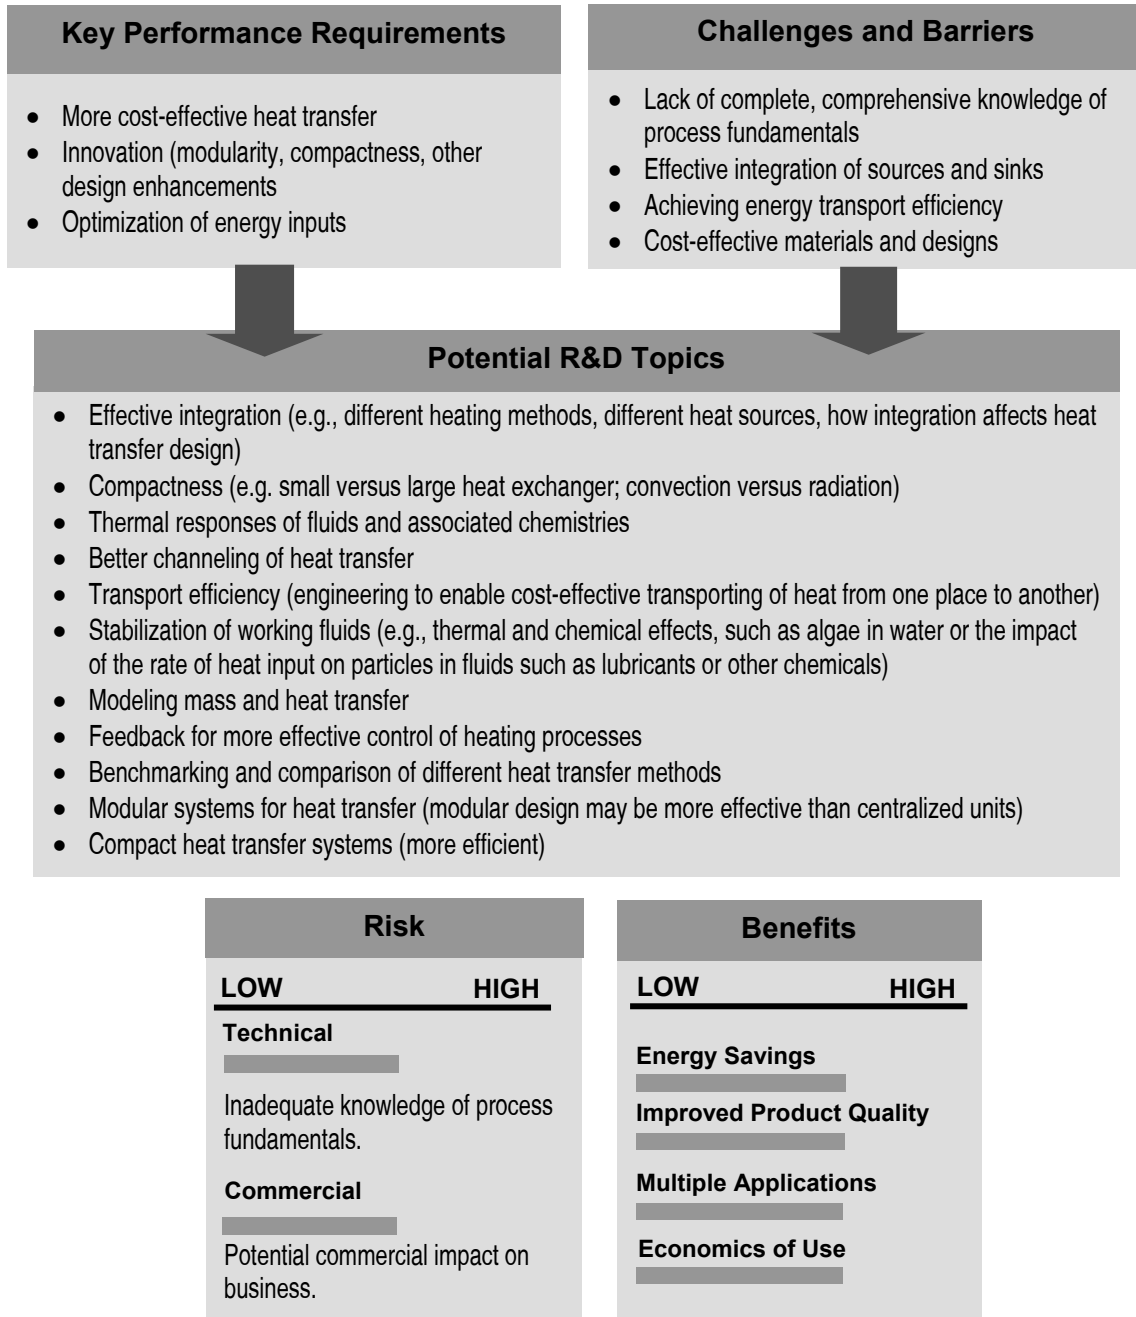 Key Performance Requirements
• More cost-effective heat transfer
• Innovation (modularity, compactness, other
design enhancements
• Optimization of energy inputs
Challenges and Barriers
• Lack of complete, comprehensive knowledge of
process fundamentals
• Effective integration of sources and sinks
• Achieving energy transport efficiency
• Cost-effective materials and designs
Potential R&D Topics
• Effective integration (e.g., different heating methods, different heat sources, how integration affects heat
transfer design)
• Compactness (e.g. small versus large heat exchanger; convection versus radiation)
• Thermal responses of fluids and associated chemistries
• Better channeling of heat transfer
• Transport efficiency (engineering to enable cost-effective transporting of heat from one place to another)
• Stabilization of working fluids (e.g., thermal and chemical effects, such as algae in water or the impact
of the rate of heat input on particles in fluids such as lubricants or other chemicals)
• Modeling mass and heat transfer
• Feedback for more effective control of heating processes
• Benchmarking and comparison of different heat transfer methods
• Modular systems for heat transfer (modular design may be more effective than centralized units)
• Compact heat transfer systems (more efficient)
Risk
LOW HIGH
Technical
Inadequate knowledge of process
fundamentals.
Commercial
Potential commercial impact on
business.
Benefits
LOW HIGH
Energy Savings
Improved Product Quality
Multiple Applications
Economics of Use